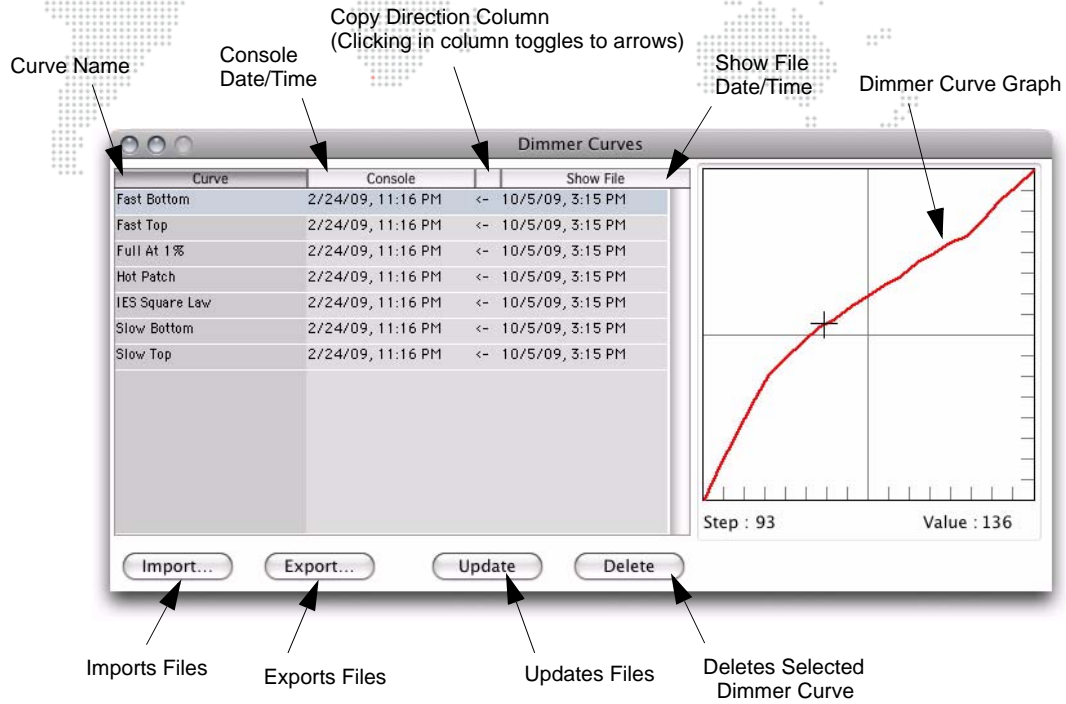 Copy Direction Column
(Clicking in column toggles to arrows)
Curve Name
Console
Date/Time
Show File
Date/Time
Dimmer Curve Graph
Dimmer Curves
Curve Console Show File
Fast Bottom 2/24/09, 11:16 PM <- 10/5/09, 3:15 PM
Fast Top 2/24/09, 11:16 PM <- 10/5/09, 3:15 PM
Full At 1% 2/24/09, 11:16 PM <- 10/5/09, 3:15 PM
Hot Patch 2/24/09, 11:16 PM <- 10/5/09, 3:15 PM
IES Square Law 2/24/09, 11:16 PM <- 10/5/09, 3:15 PM
Slow Bottom 2/24/09, 11:16 PM <- 10/5/09, 3:15 PM
Slow Top 2/24/09, 11:16 PM <- 10/5/09, 3:15 PM
Step : 93 Value : 136
Import... Export... Update Delete
Imports Files
Exports Files
Updates Files
Deletes Selected
Dimmer Curve